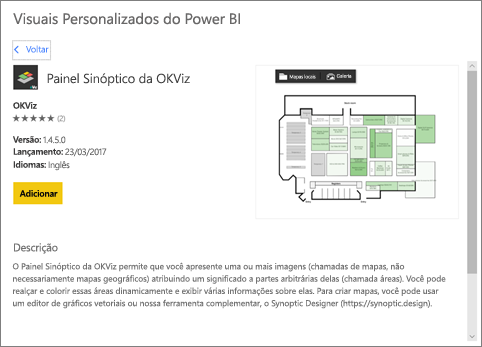 Visuais Personalizados do Power BI
Voltar
Painel Sinóptico da OKViz
OKViz
(2)
Versão: 1.4.5.0
Lançamento: 23/03/2017
Idiomas: Inglês
Adicionar
Mapas locais Galeria
Descrição
O Painel Sinóptico da OKViz permite que você apresente uma ou mais imagens (chamadas de mapas, não
necessariamente mapas geográficos) atribuindo um significado a partes arbitrárias delas (chamada áreas). Você pode
realçar e colorir essas áreas dinamicamente e exibir várias informações sobre elas. Para criar mapas, você pode usar
um editor de gráficos vetoriais ou nossa ferramenta complementar, o Synoptic Designer (https://synoptic.design).